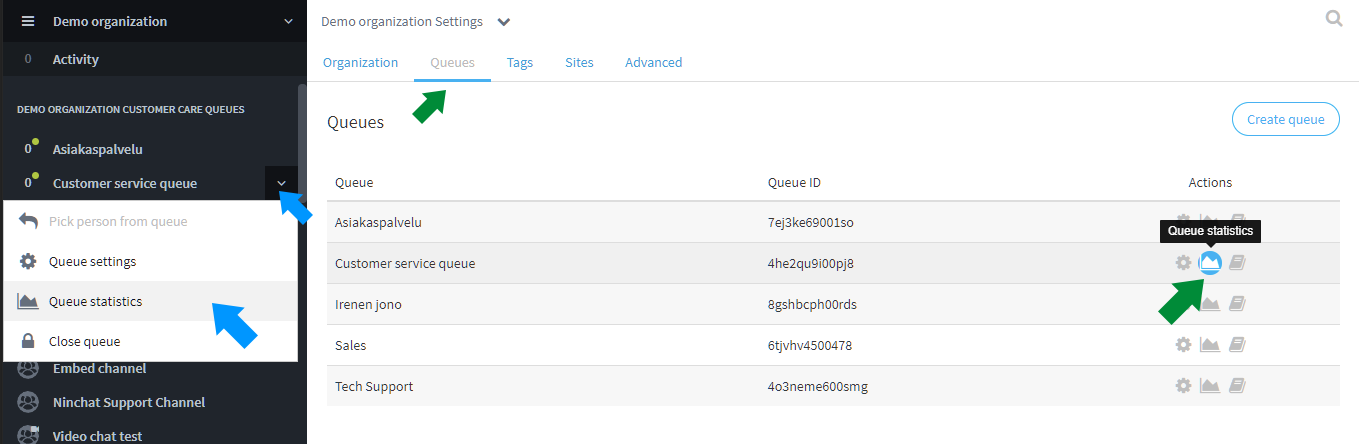 Demo organization
0 Activity
DEMO ORGANIZATION CUSTOMER CARE QUEUES
0 Asiakaspalvelu
0 Customer service queue
Pick person from queue
Queue settings
Queue statistics
Close queue
Embed channel
Ninchat Support Channel
Video chat test
Demo organization Settings
Organization Queues Tags Sites Advanced
Queues
Create queue
Queue Queue ID Actions
Asiakaspalvelu 7ej3ke69001so
Queue statistics
Customer service queue 4he2qu9i00pj8
Irenen jono 8gshbcph00rds
Sales 6tjvhv4500478
Tech Support 4o3neme600smg